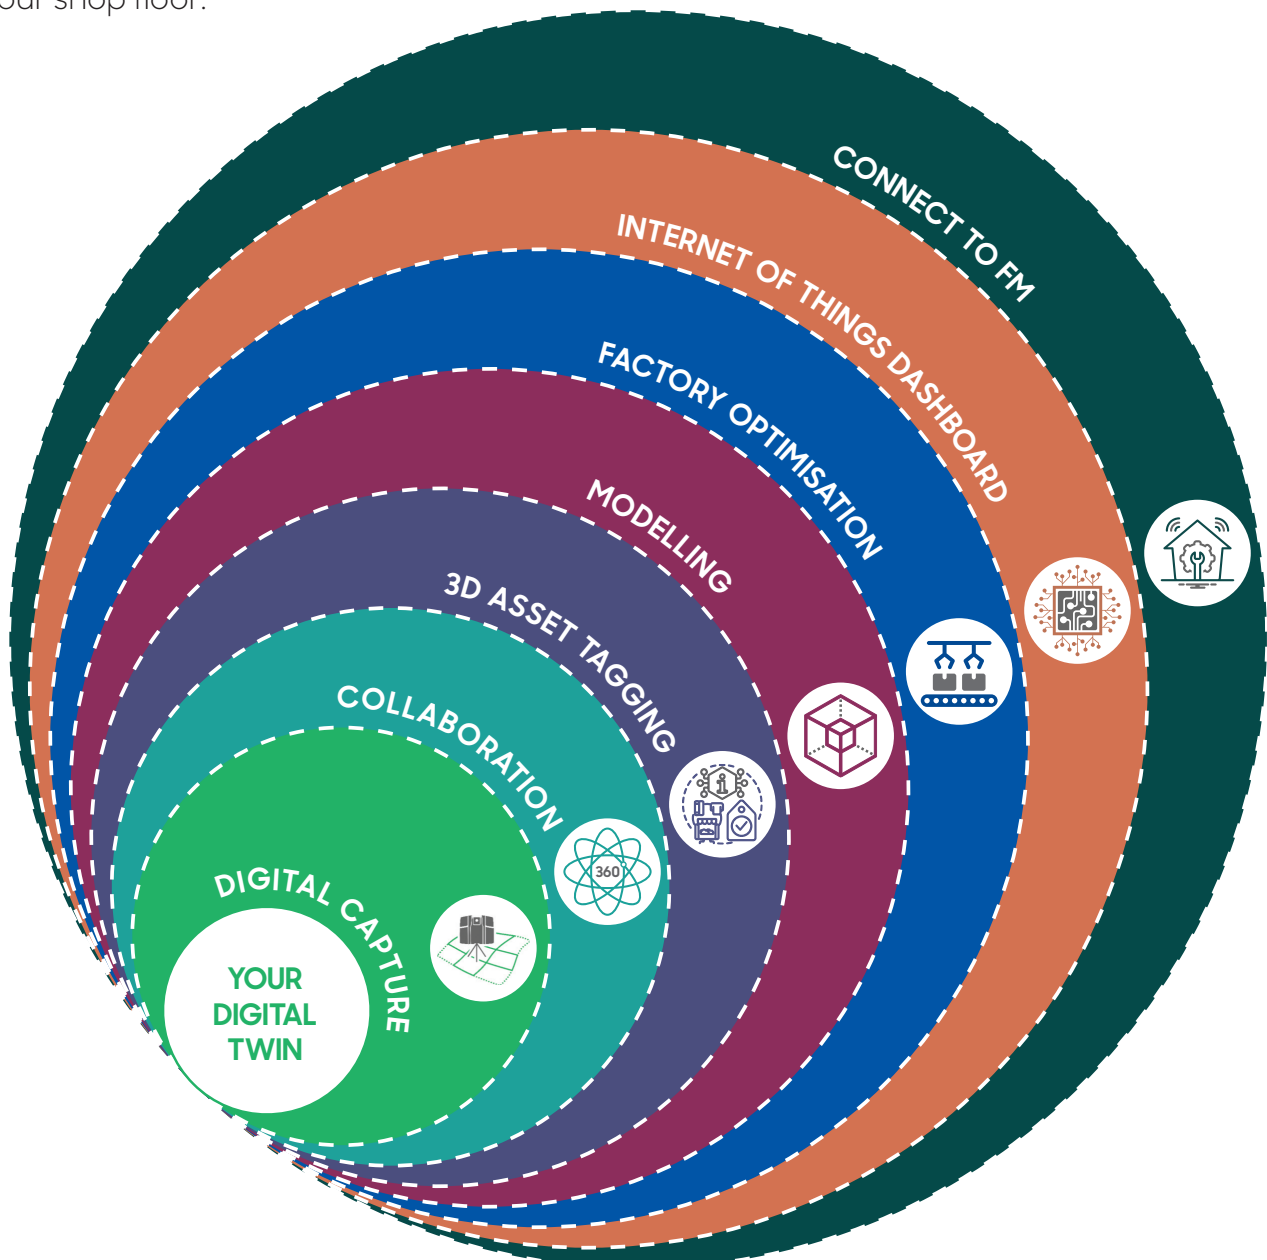 our shop floor.
CONNECT TO FM
INTERNET OF THINGS DASHBOARD
FACTORY OPTIMISATION
MODELLING
3D ASSET TAGGING
COLLABORATION
360
DIGITAL CAPTURE
YOUR
DIGITAL
TWIN